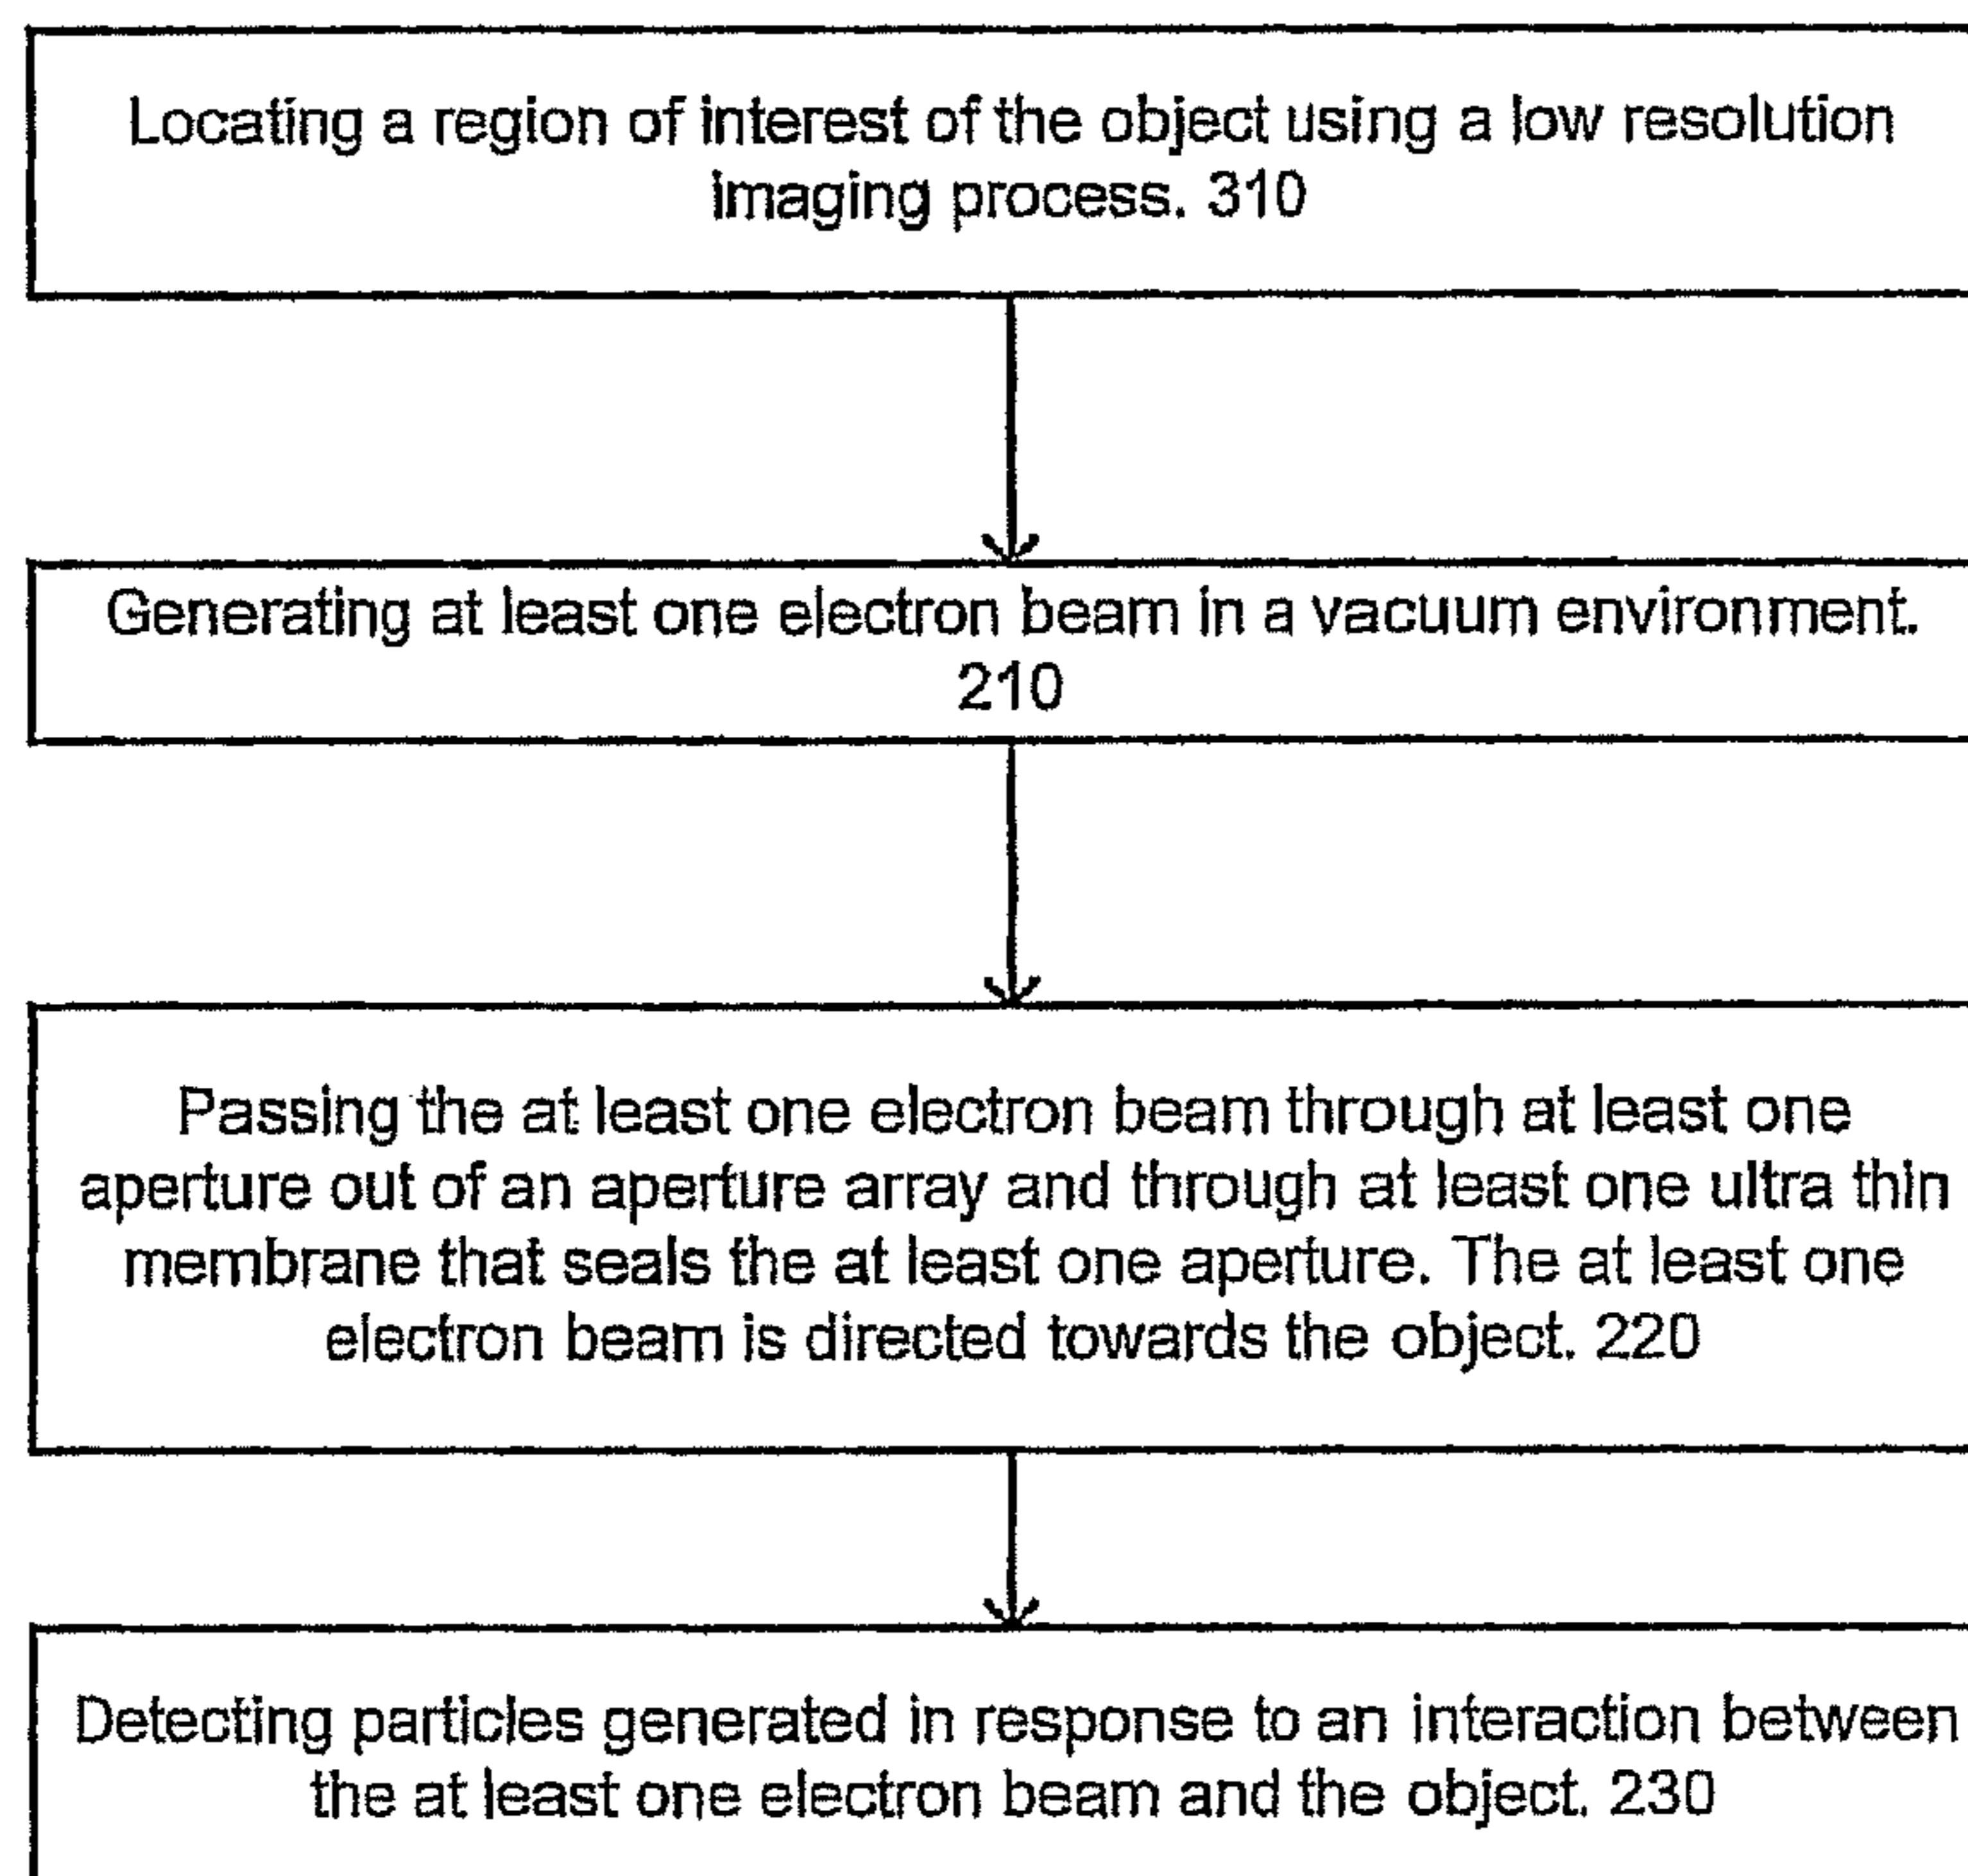 Locating a region of interest of the object using a low resolution
imaging process. 310
Generating at least one electron beam in a vacuum environment.
210
Passing the at least one electron beam through at least one
aperture out of an aperture array and through at least one ultra thin
membrane that seals the at least one aperture. The at least one
electron beam is directed towards the object. 220
Detecting particles generated in response to an interaction between
the at least one electron beam and the object. 230